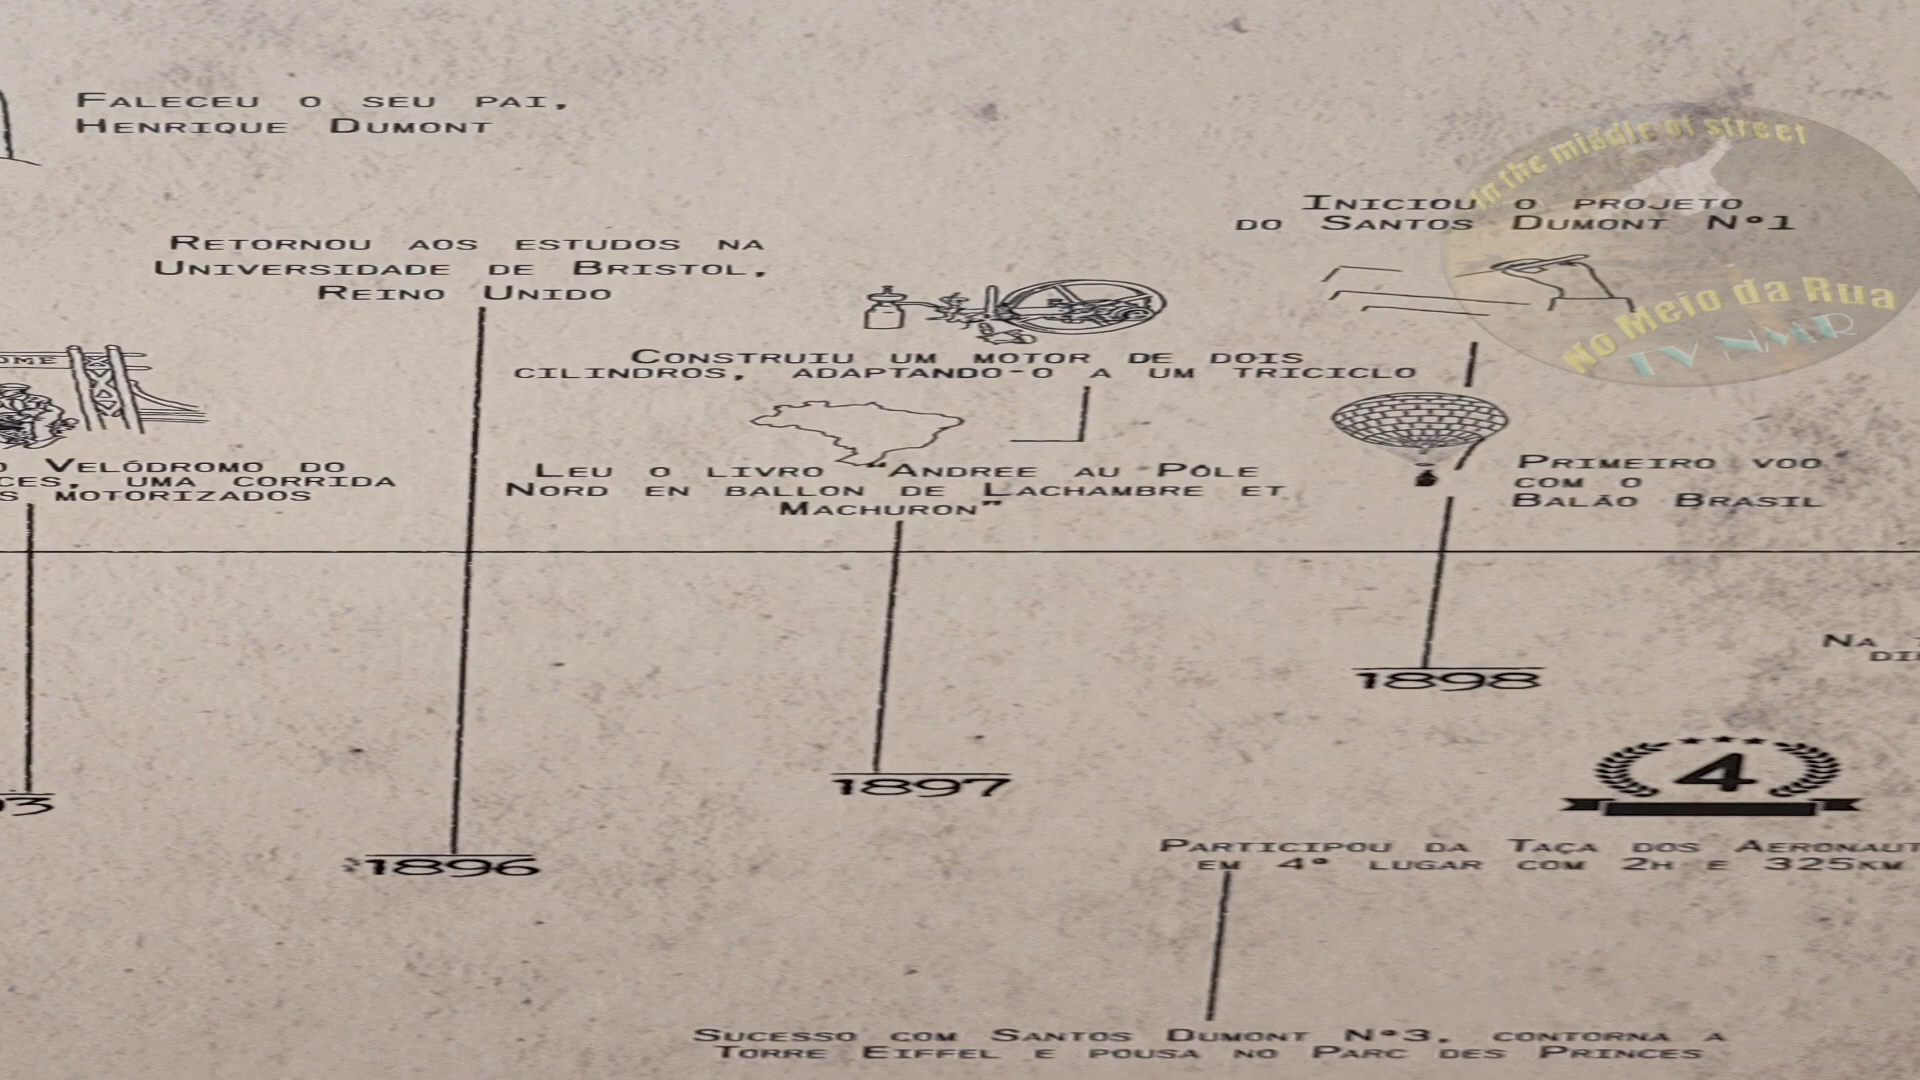 Faleceu o seu pai,
Henrique Dumont
In the middle of street
Iniciou o projeto
do Santos Dumont Nº1
No Meio da Rua
TV NMR
Retornou aos estudos na
Universidade de Bristol,
Reino Unido
Construiu um motor de dois
cilindros, adaptando-o a um triciclo
Velódromo do
uma corrida
motorizados
Leu o livro "Andree au Pôle
Nord en ballon de Lachambre et
Machuron"
Primeiro voo
com o
Balão Brasil
Na
1898
1897
1896
4
Participou da Taça dos
em 4º lugar com 2h e 325km
Sucesso com Santos Dumont Nº3, contorna a
Torre Eiffel e pousa no Parc des Princes